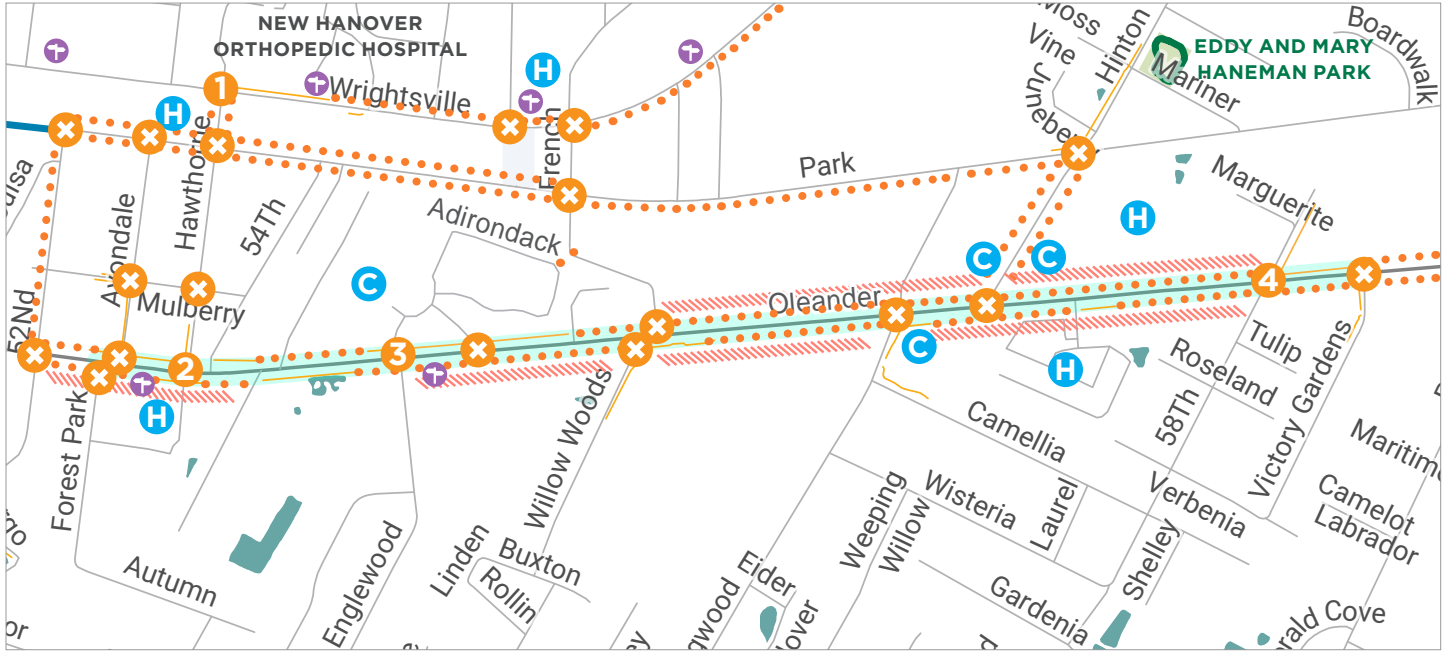 NEW HANOVER
ORTHOPEDIC HOSPITAL
Moss
Vine
Hinton
Boardwalk
EDDY AND MARY
HANEMAN PARK
Mariner
Juneberry
H
1
Wrightsville
H
French
Hawthorne
Park
Marguerite
54Th
Avondale
Adirondack
H
C
C
C
Mulberry
52Nd
Oleander
4
2
3
C
H
H
Tulip
Roseland
58Th
Victory Gardens
Forest Park
Willow Woods
Camellia
Weeping
Willow
Wisteria
Laurel
Verbenia
Shelley
Camelot
Labrador
Autumn
Englewood
Linden
Buxton
Rollin
Eider
Gardenia
Cove